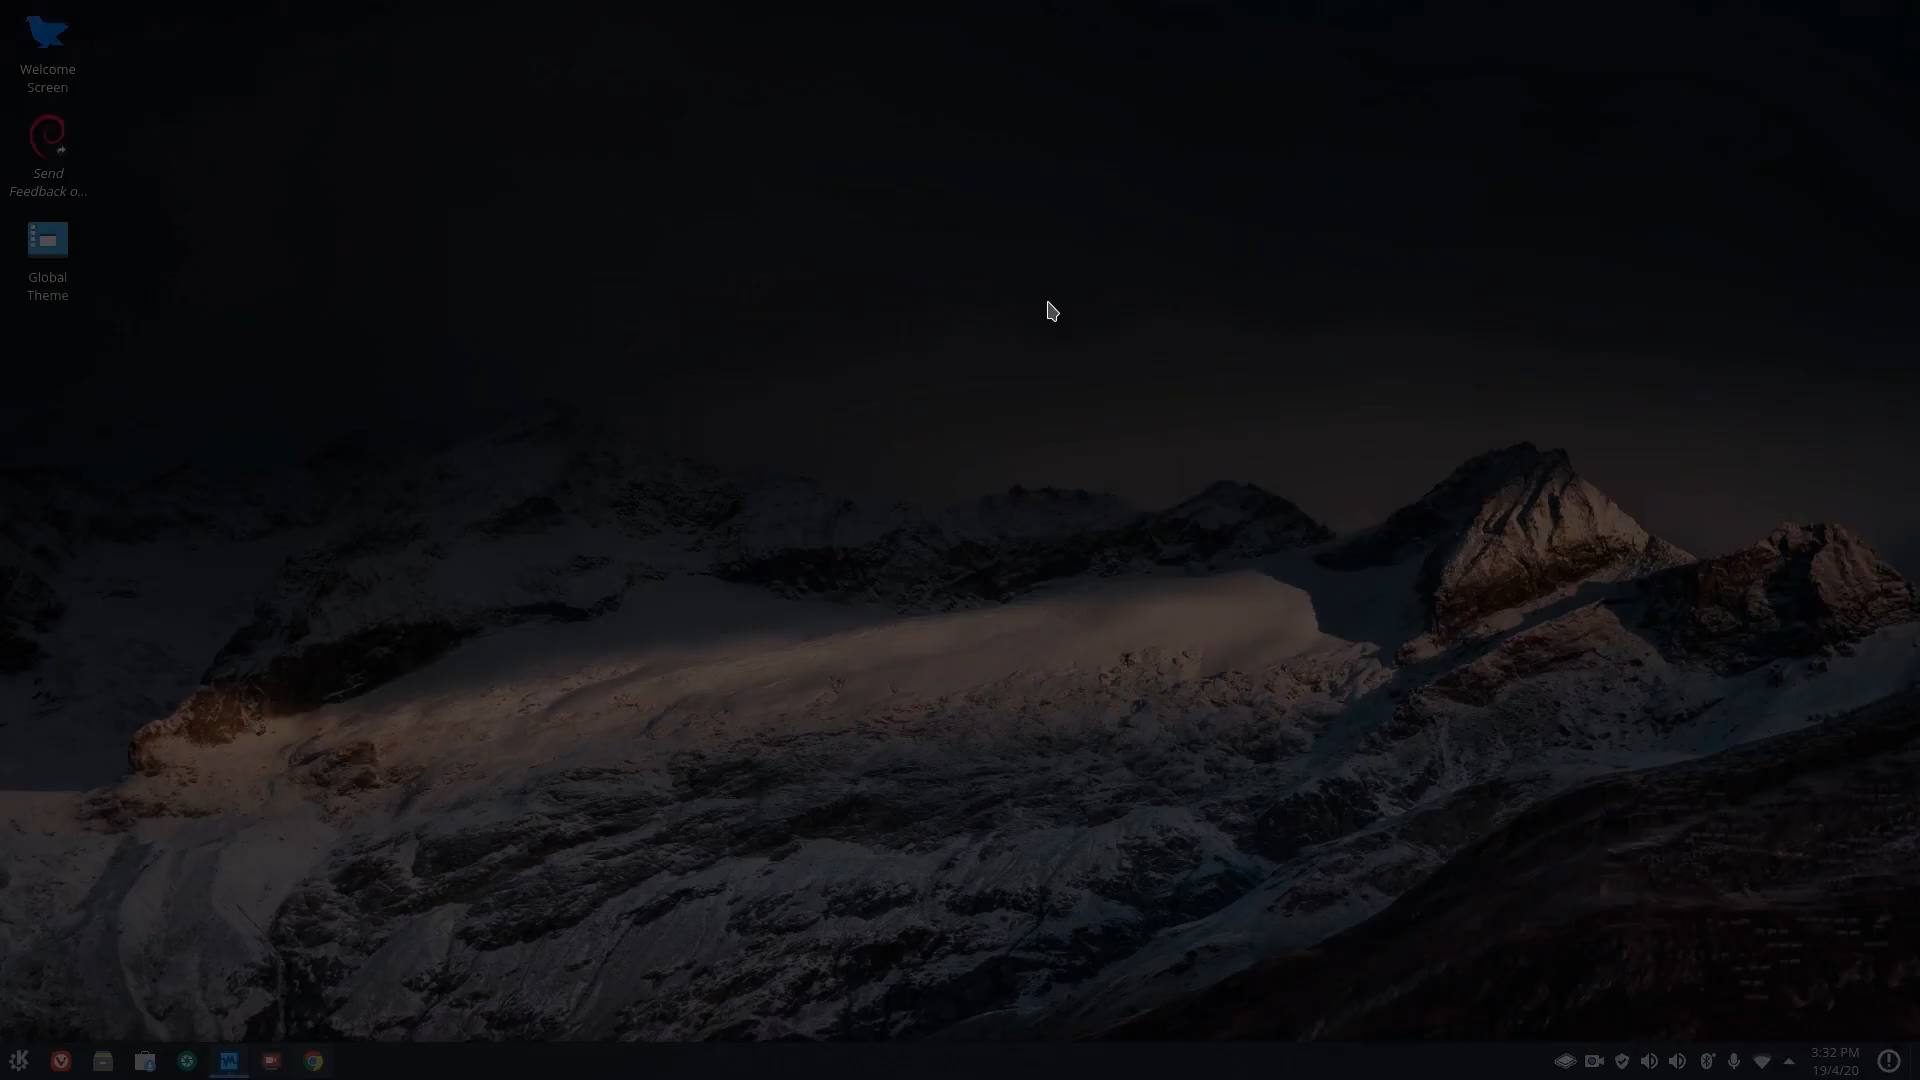 Welcome
Screen
Send
Feedback o...
Global
Theme
3:32 PM
19/4/20